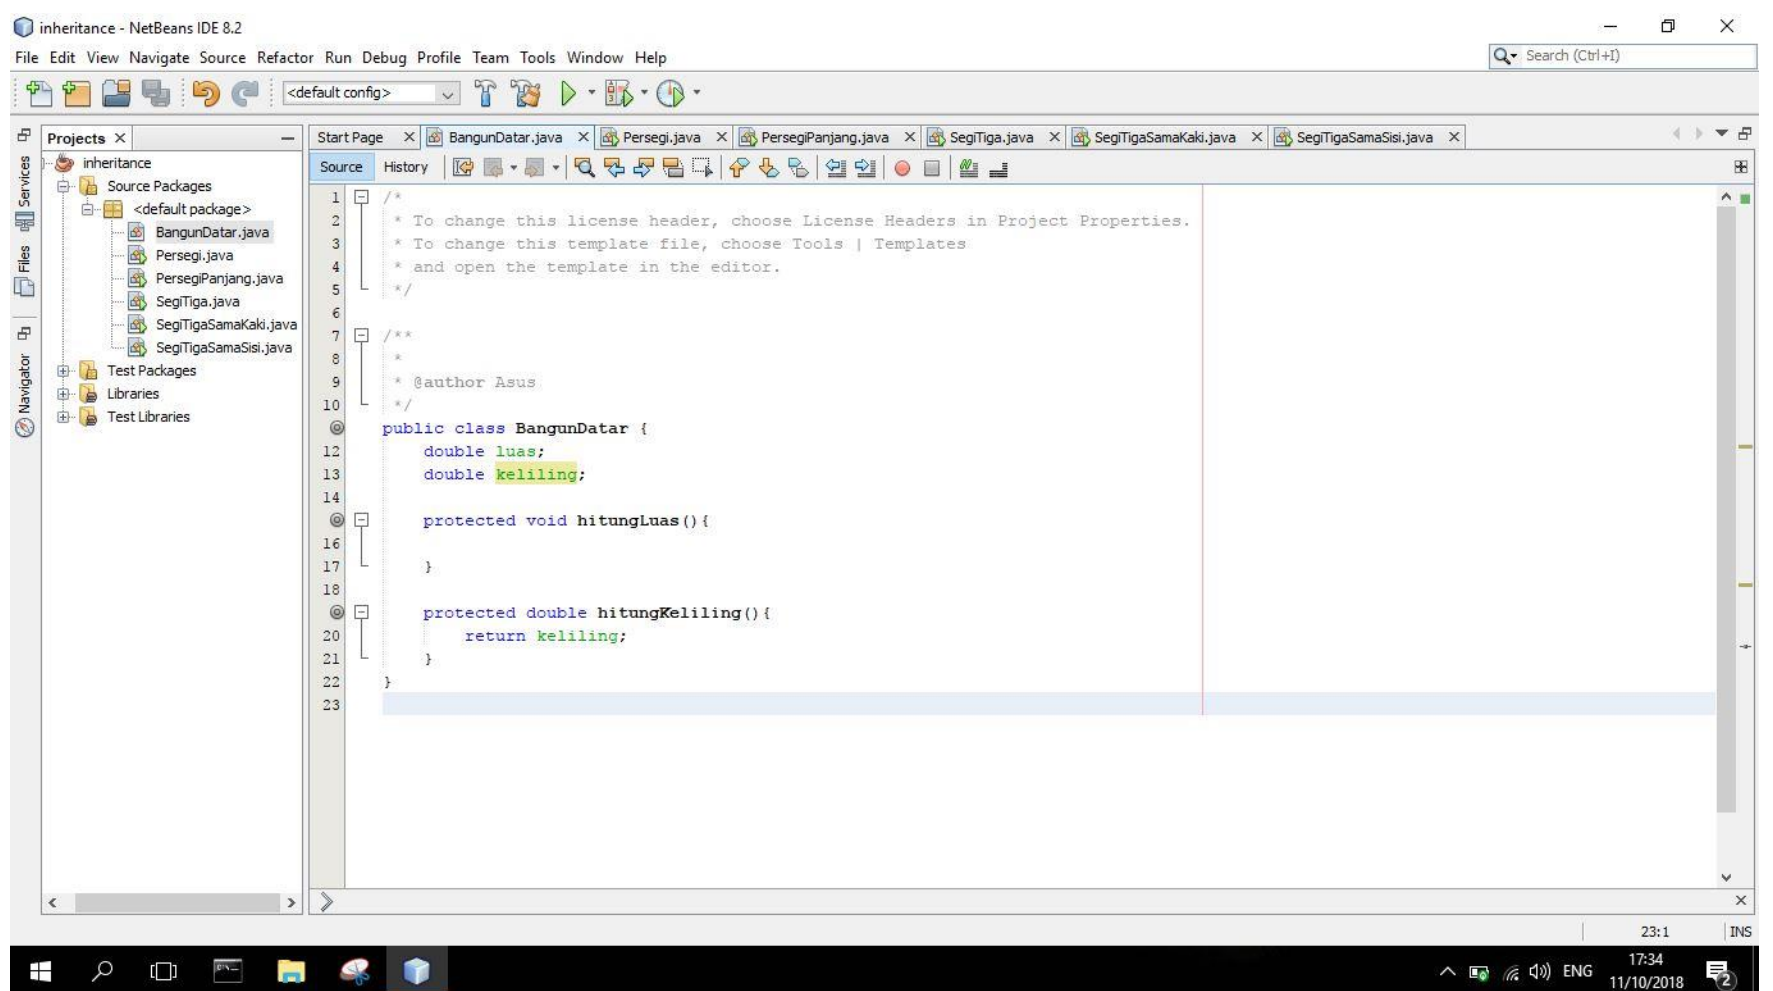 inheritance - NetBeans IDE 8.2
File Edit View Navigate Source Refactor Run Debug Profile Team Tools Window Help
Search (Ctrl+I)
<default config>
Projects
Start Page
BangunDatar.java
Persegi.java
PersegiPanjang.java
SegiTiga.java
SegiTigaSamaKaki.java
SegiTigaSamaSisi.java
Services
Files
Navigator
inheritance
Source Packages
<default package>
BangunDatar.java
Persegi.java
PersegiPanjang.java
SegiTiga.java
SegiTigaSamaKaki.java
SegiTigaSamaSisi.java
Test Packages
Libraries
Test Libraries
Source History
1 /*
2 * To change this license header, choose License Headers in Project Properties.
3 * To change this template file, choose Tools | Templates
4 * and open the template in the editor.
5 */
6
7 /**
8 *
9 * @author Asus
10 */
public class BangunDatar {
12 double luas;
13 double keliling;
14
protected void hitungLuas(){
16
17 }
18
protected double hitungKeliling(){
20 return keliling;
21 }
22 }
23
23:1 INS
ENG
17:34
11/10/2018
2